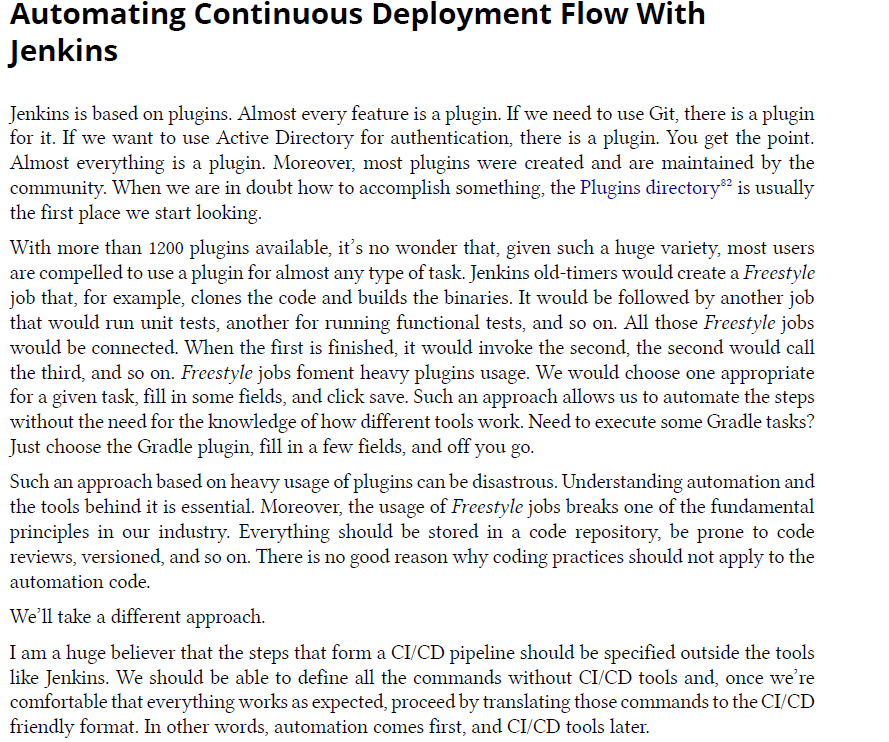 Automating Continuous Deployment Flow With
Jenkins
Jenkins is based on plugins. Almost every feature is a plugin. If we need to use Git, there is a plugin
for it. If we want to use Active Directory for authentication, there is a plugin. You get the point.
Almost everything is a plugin. Moreover, most plugins were created and are maintained by the
community. When we are in doubt how to accomplish something, the Plugins directory⁸² is usually
the first place we start looking.
With more than 1200 plugins available, it’s no wonder that, given such a huge variety, most users
are compelled to use a plugin for almost any type of task. Jenkins old-timers would create a Freestyle
job that, for example, clones the code and builds the binaries. It would be followed by another job
that would run unit tests, another for running functional tests, and so on. All those Freestyle jobs
would be connected. When the first is finished, it would invoke the second, the second would call
the third, and so on. Freestyle jobs foment heavy plugins usage. We would choose one appropriate
for a given task, fill in some fields, and click save. Such an approach allows us to automate the steps
without the need for the knowledge of how different tools work. Need to execute some Gradle tasks?
Just choose the Gradle plugin, fill in a few fields, and off you go.
Such an approach based on heavy usage of plugins can be disastrous. Understanding automation and
the tools behind it is essential. Moreover, the usage of Freestyle jobs breaks one of the fundamental
principles in our industry. Everything should be stored in a code repository, be prone to code
reviews, versioned, and so on. There is no good reason why coding practices should not apply to the
automation code.
We’ll take a different approach.
I am a huge believer that the steps that form a CI/CD pipeline should be specified outside the tools
like Jenkins. We should be able to define all the commands without CI/CD tools and, once we’re
comfortable that everything works as expected, proceed by translating those commands to the CI/CD
friendly format. In other words, automation comes first, and CI/CD tools later.